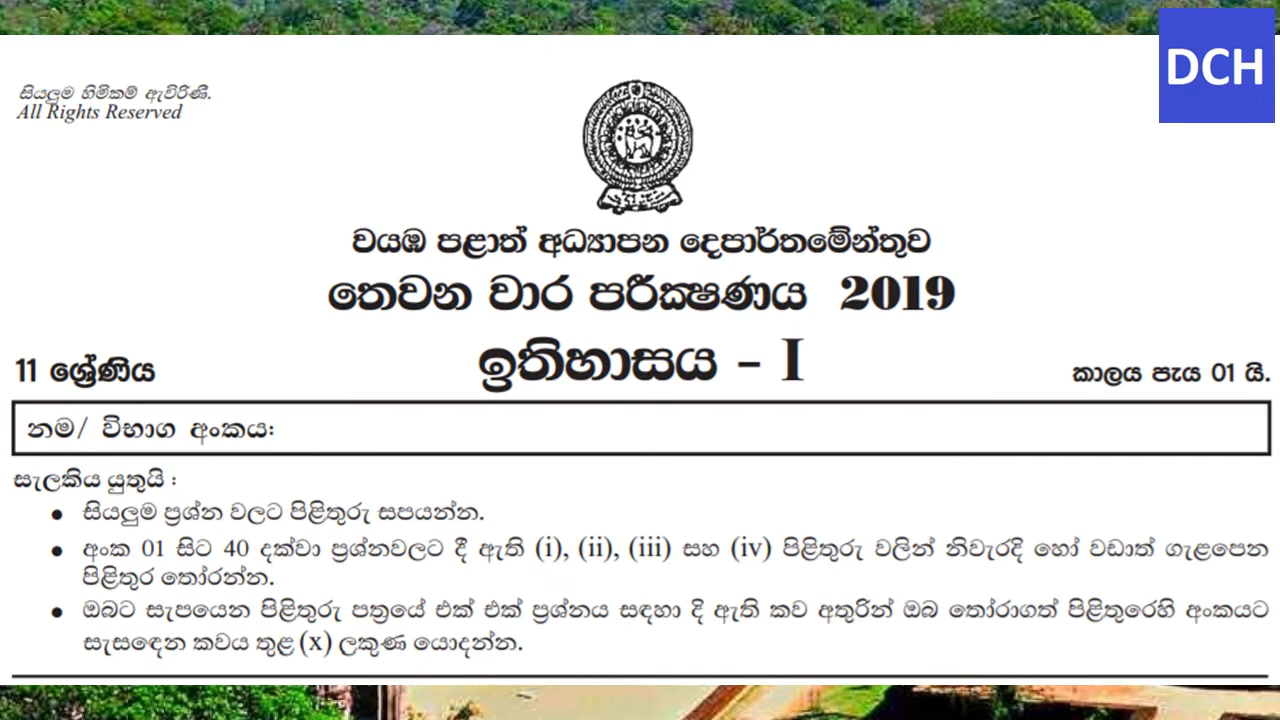 DCH
සියලුම හිමිකම් ඇවිරිණි.
All Rights Reserved
වයඹ පළාත් අධ්‍යාපන දෙපාර්තමේන්තුව
තෙවන වාර පරීක්‍ෂණය 2019
ඉතිහාසය - I
11 ශ්‍රේණිය
කාලය පැය 01 යි.
නම/ විභාග අංකය:
සැලකිය යුතුයි :
• සියලුම ප්‍රශ්න වලට පිළිතුරු සපයන්න.
• අංක 01 සිට 40 දක්වා ප්‍රශ්නවලට දී ඇති (i), (ii), (iii) සහ (iv) පිළිතුරු වලින් නිවැරදි හෝ වඩාත් ගැළපෙන
පිළිතුර තෝරන්න.
• ඔබට සැපයෙන පිළිතුරු පත්‍රයේ එක් එක් ප්‍රශ්නය සඳහා දි ඇති කව අතුරින් ඔබ තෝරාගත් පිළිතුරෙහි අංකයට
සැසඳෙන කවය තුළ (x) ලකුණ යොදන්න.